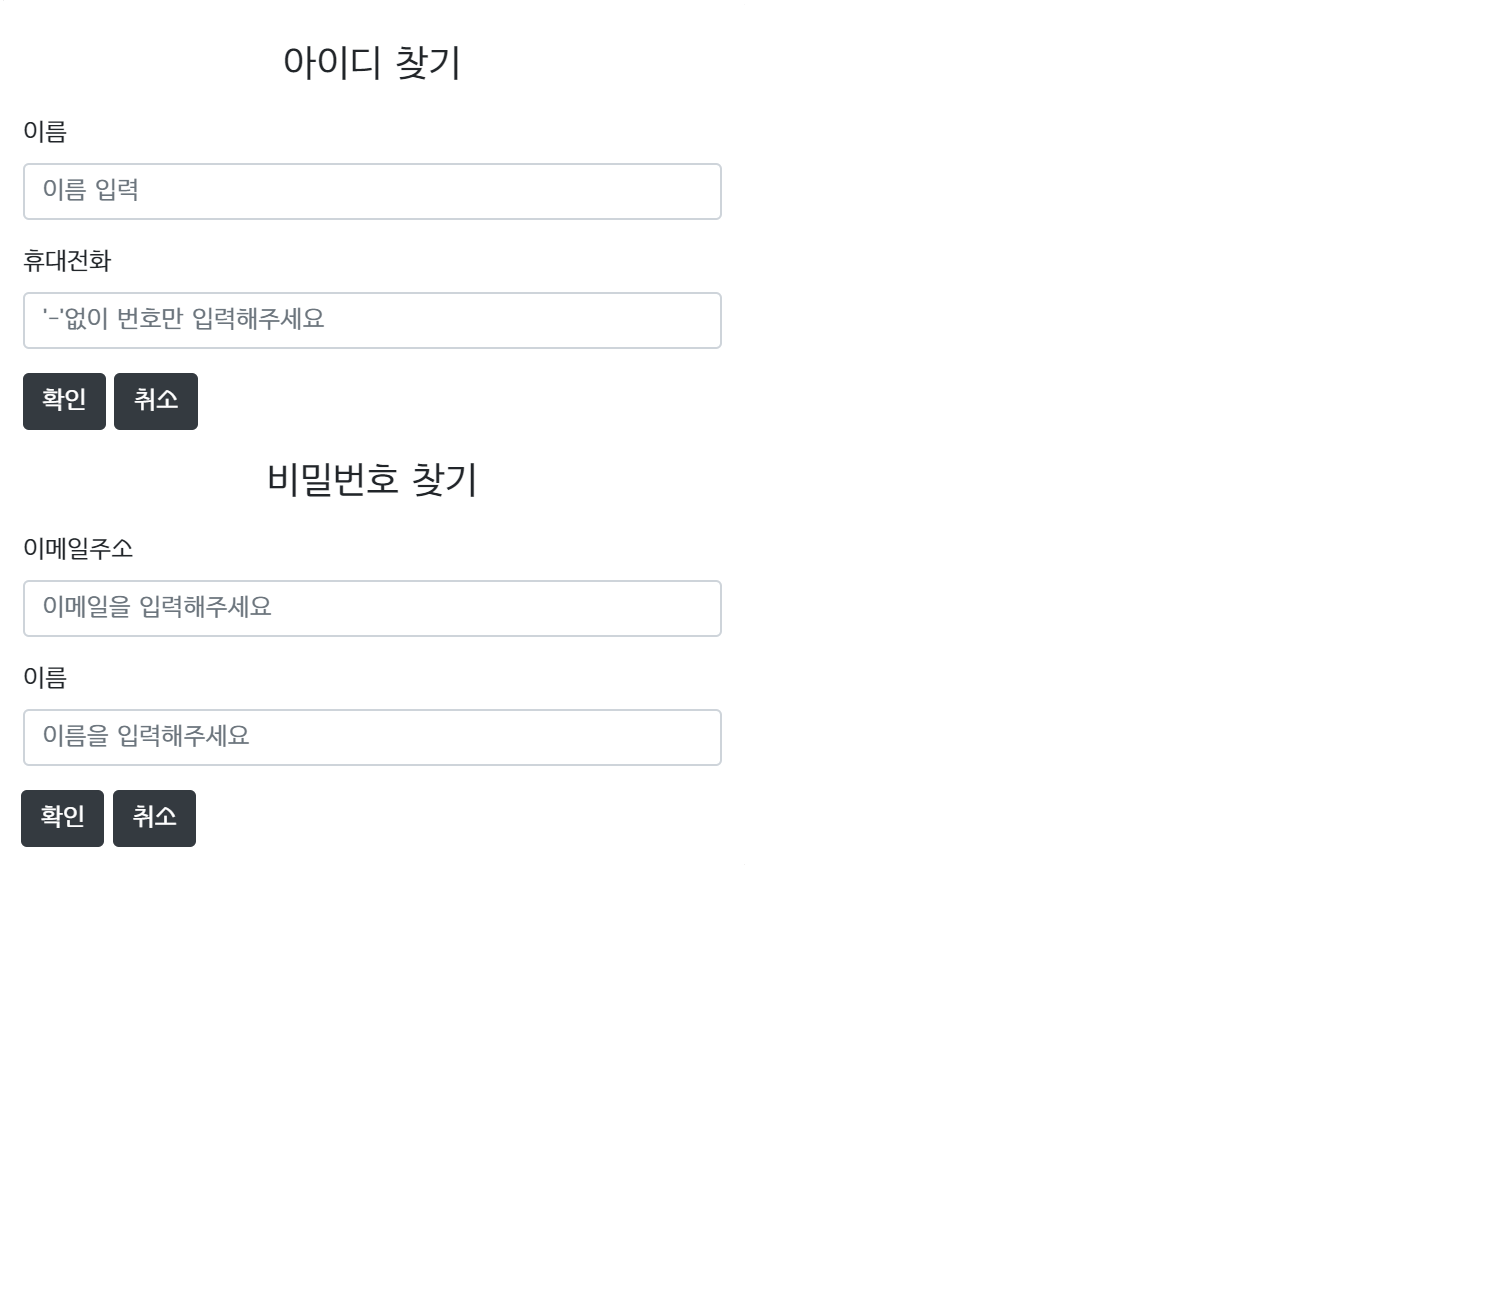 아이디 찾기
이름
이름 입력
휴대전화
'-'없이 번호만 입력해주세요
확인 취소
비밀번호 찾기
이메일주소
이메일을 입력해주세요
이름
이름을 입력해주세요
확인 취소